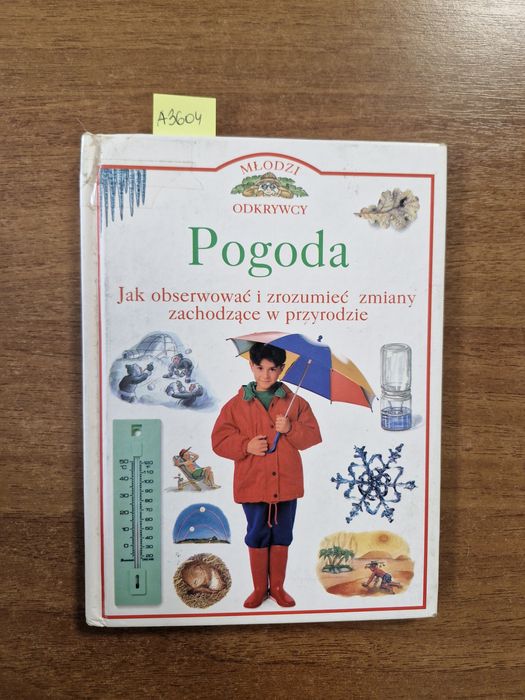 A3604
MŁODZI
ODKRYWCY
Pogoda
Jak obserwować i zrozumieć zmiany
zachodzące w przyrodzie